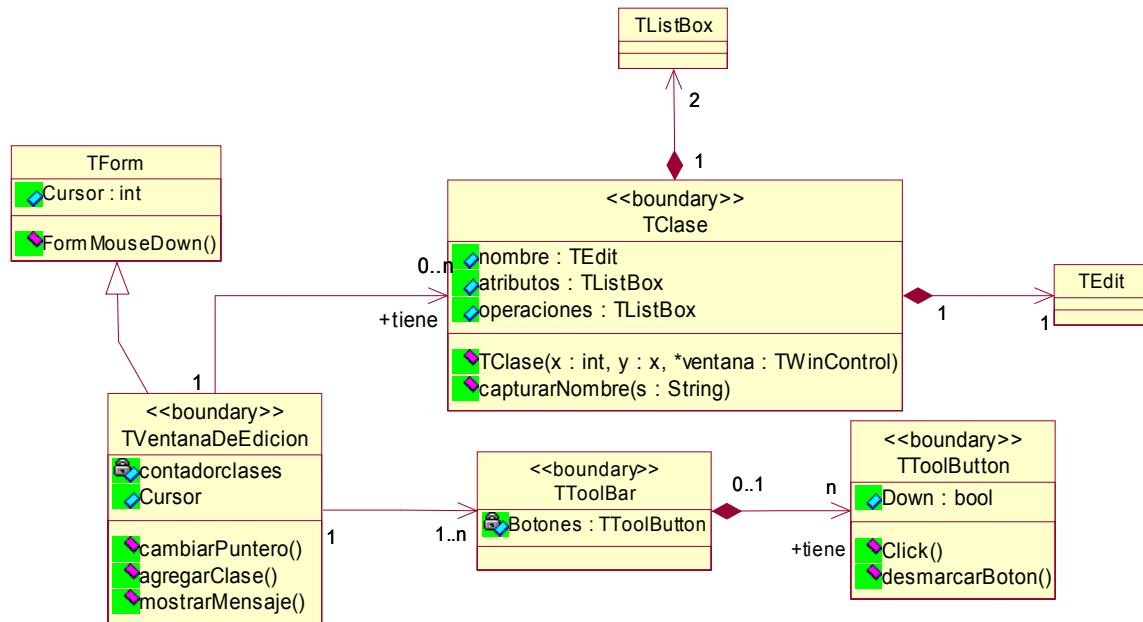 TListBox
2
1
TForm
Cursor : int
FormMouseDown()
<<boundary>>
TClase
nombre : TEdit
atributos : TListBox
operaciones : TListBox
TClase(x : int, y : x, *ventana : TWinControl)
capturarNombre(s : String)
0..n
+tiene
1
1
1
TEdit
<<boundary>>
TVentanaDeEdicion
contadorclases
Cursor
cambiarPuntero()
agregarClase()
mostrarMensaje()
1
1..n
<<boundary>>
TToolBar
Botones : TToolButton
0..1
n
+tiene
<<boundary>>
TToolButton
Down : bool
Click()
desmarcarBoton()